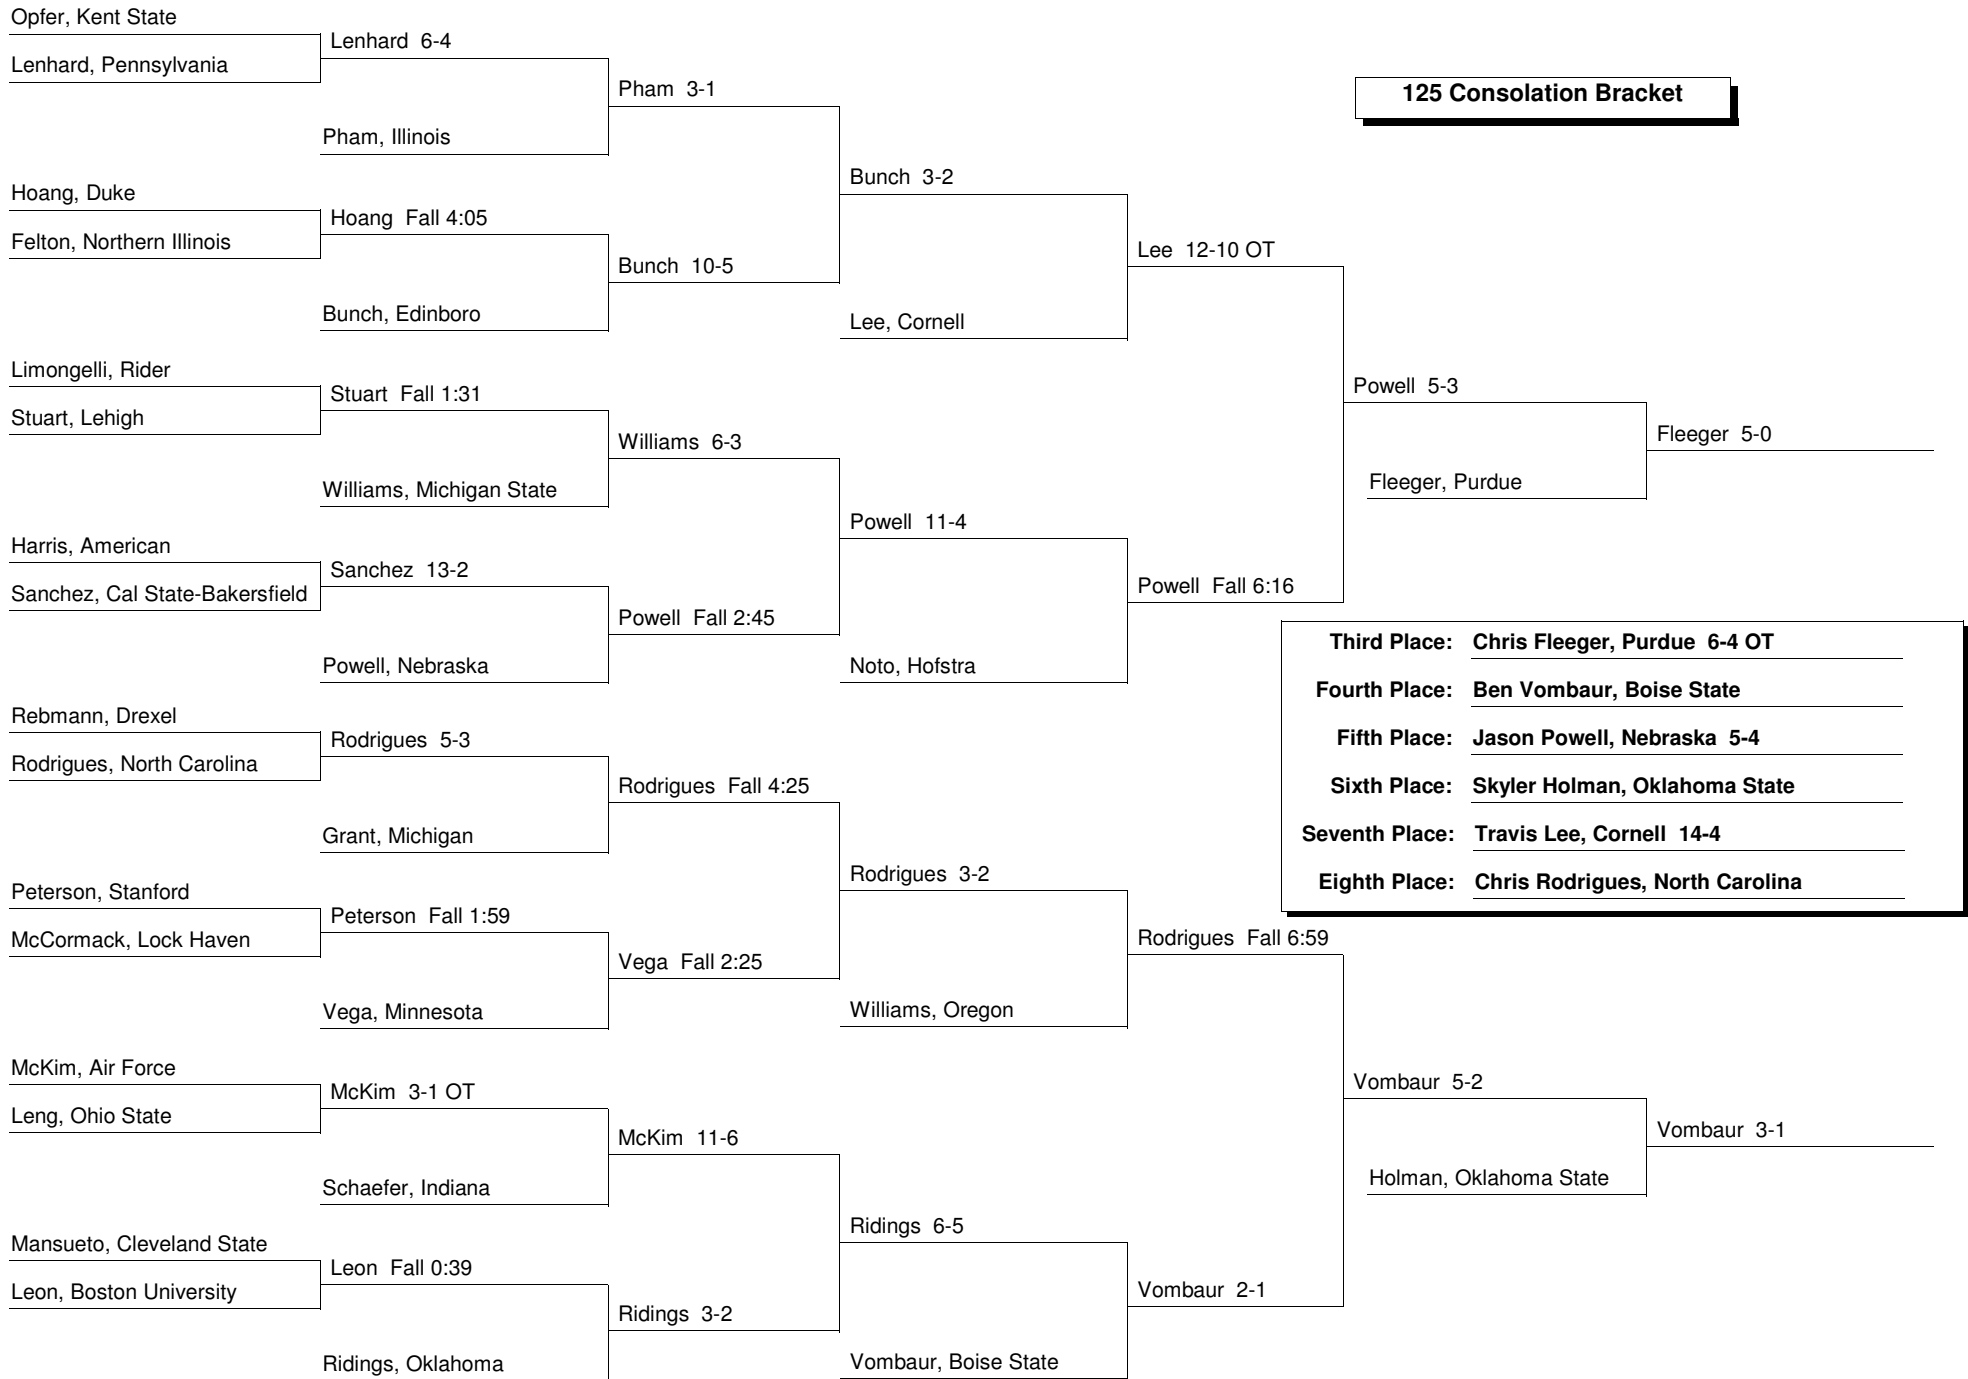 Opfer, Kent State
Lenhard 6-4
Lenhard, Pennsylvania
Pham 3-1
125 Consolation Bracket
Pham, Illinois
Bunch 3-2
Hoang, Duke
Hoang Fall 4:05
Felton, Northern Illinois
Lee 12-10 OT
Bunch 10-5
Bunch, Edinboro
Lee, Cornell
Limongelli, Rider
Stuart Fall 1:31
Powell 5-3
Stuart, Lehigh
Williams 6-3
Fleeger 5-0
Williams, Michigan State
Fleeger, Purdue
Powell 11-4
Harris, American
Sanchez 13-2
Sanchez, Cal State-Bakersfield
Powell Fall 6:16
Powell Fall 2:45
Powell, Nebraska
Noto, Hofstra
Third Place: Chris Fleeger, Purdue 6-4 OT
Fourth Place: Ben Vombaur, Boise State
Fifth Place: Jason Powell, Nebraska 5-4
Sixth Place: Skyler Holman, Oklahoma State
Seventh Place: Travis Lee, Cornell 14-4
Eighth Place: Chris Rodrigues, North Carolina
Rebmann, Drexel
Rodrigues 5-3
Rodrigues, North Carolina
Rodrigues Fall 4:25
Grant, Michigan
Rodrigues 3-2
Peterson, Stanford
Peterson Fall 1:59
McCormack, Lock Haven
Rodrigues Fall 6:59
Vega Fall 2:25
Vega, Minnesota
Williams, Oregon
McKim, Air Force
McKim 3-1 OT
Vombaur 5-2
Leng, Ohio State
McKim 11-6
Vombaur 3-1
Schaefer, Indiana
Holman, Oklahoma State
Ridings 6-5
Mansueto, Cleveland State
Leon Fall 0:39
Leon, Boston University
Vombaur 2-1
Ridings 3-2
Ridings, Oklahoma
Vombaur, Boise State